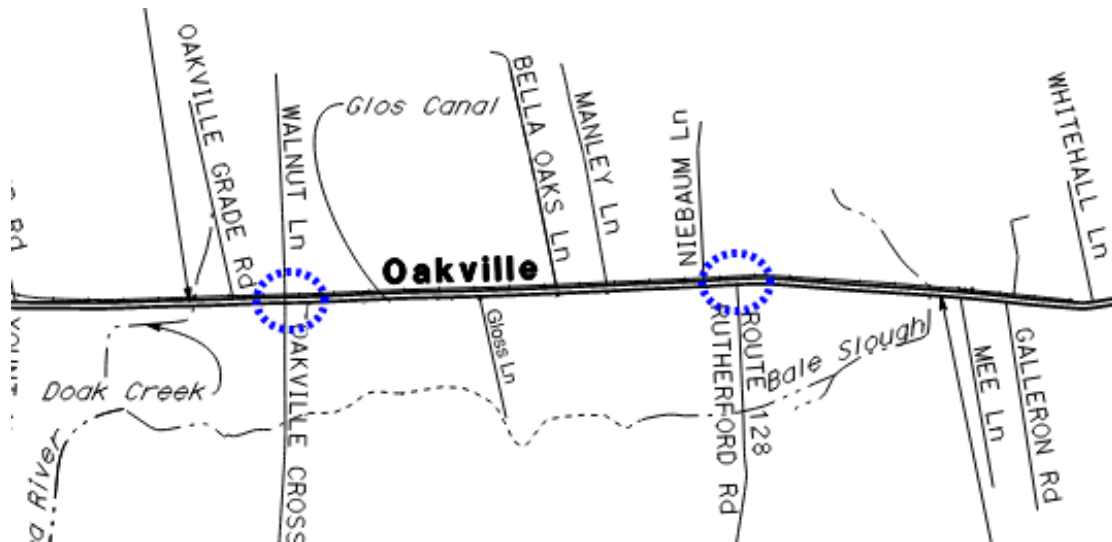 OAKVILLE GRADE Rd
WALNUT Ln
Glos Canal
BELLA OAKS Ln
MANLEY Ln
NIEBAUM Ln
WHITEHALL Ln
Rd
Oakville
Doak Creek
River
OAKVILLE CROSS
Glass Ln
RUTHERFORD Rd
ROUTE 128
Bale Slough
MEE Ln
GALLERON Rd